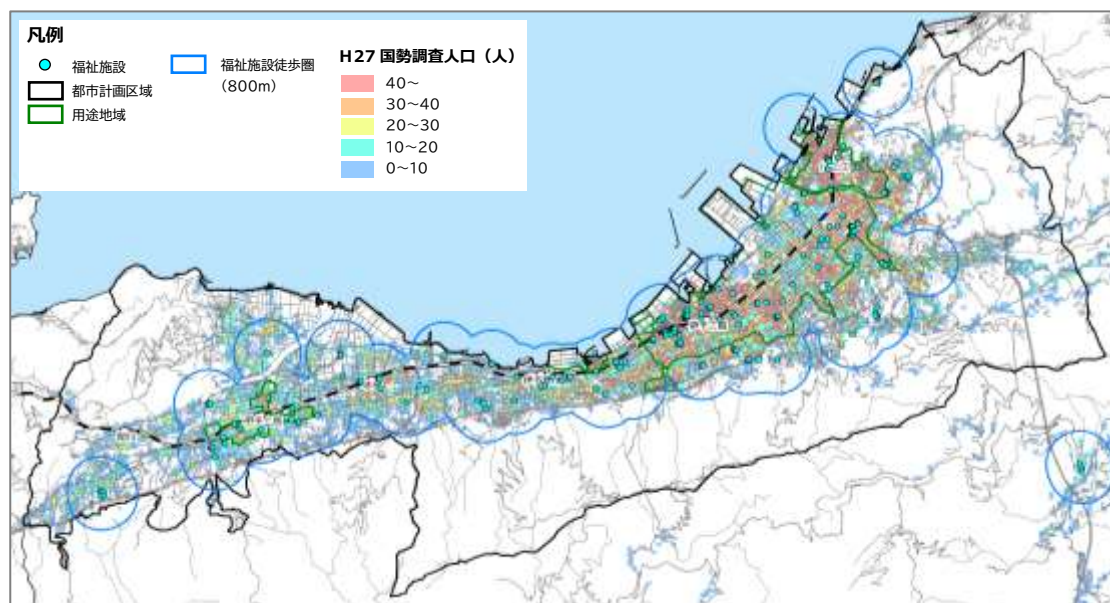 凡例
福祉施設
都市計画区域
用途地域
福祉施設徒歩圏
（800m）
H27 国勢調査人口（人）
40～
30～40
20～30
10～20
0～10